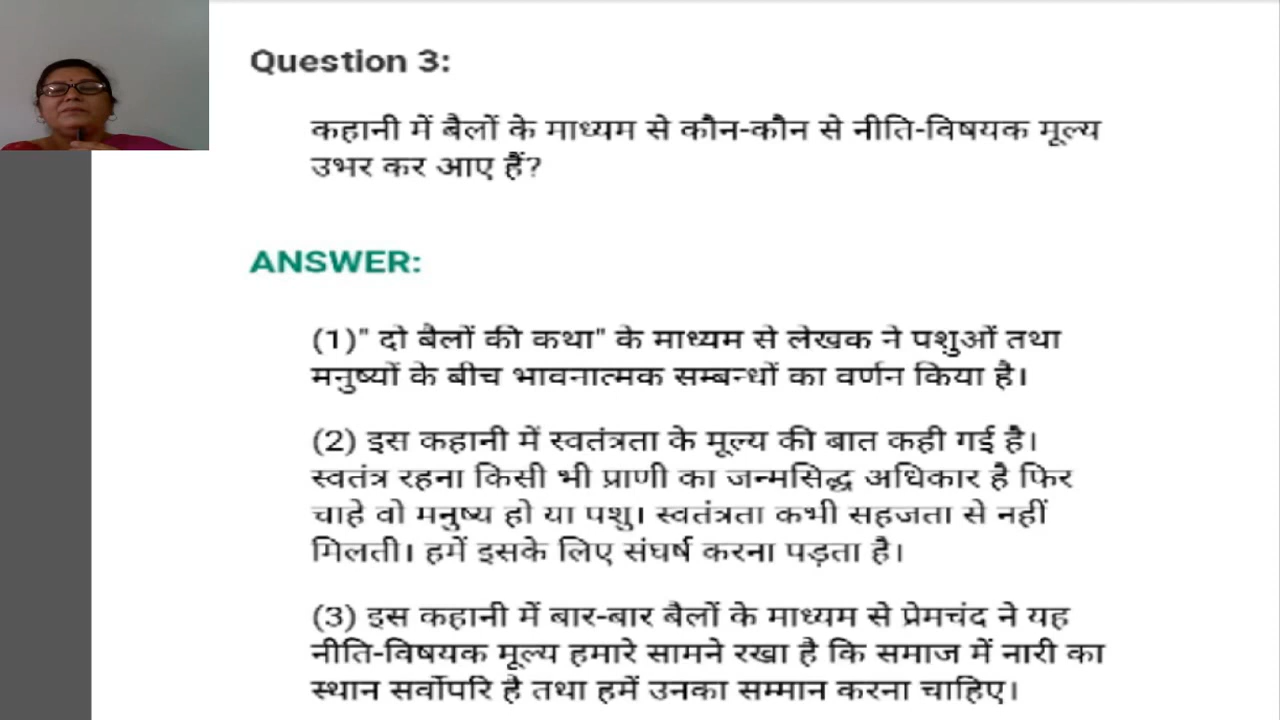 Question 3:
कहानी में बैलों के माध्यम से कौन-कौन से नीति-विषयक मूल्य
उभर कर आए हैं?
ANSWER:
(1)" दो बैलों की कथा" के माध्यम से लेखक ने पशुओं तथा
मनुष्यों के बीच भावनात्मक सम्बन्धों का वर्णन किया है।
(2) इस कहानी में स्वतंत्रता के मूल्य की बात कही गई है।
स्वतंत्र रहना किसी भी प्राणी का जन्मसिद्ध अधिकार है फिर
चाहे वो मनुष्य हो या पशु। स्वतंत्रता कभी सहजता से नहीं
मिलती। हमें इसके लिए संघर्ष करना पड़ता है।
(3) इस कहानी में बार-बार बैलों के माध्यम से प्रेमचंद ने यह
नीति-विषयक मूल्य हमारे सामने रखा है कि समाज में नारी का
स्थान सर्वोपरि है तथा हमें उनका सम्मान करना चाहिए।